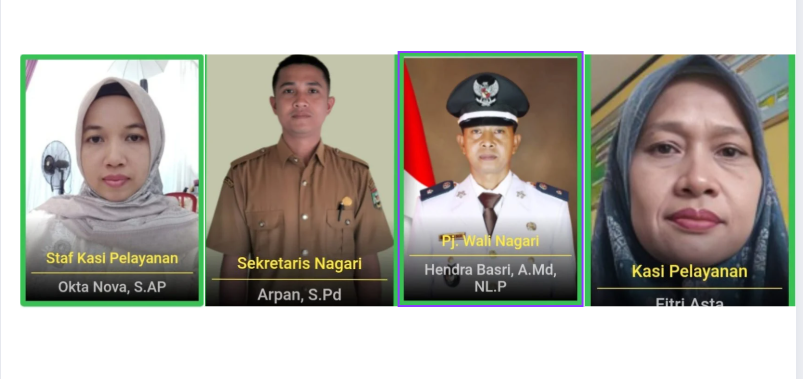 Staf Kasi Pelayanan
Okta Nova, S.AP
Sekretaris Nagari
Arpan, S.Pd
Pj. Wali Nagari
Hendra Basri, A.Md,
NL.P
Kasi Pelayanan
Fitri Asta